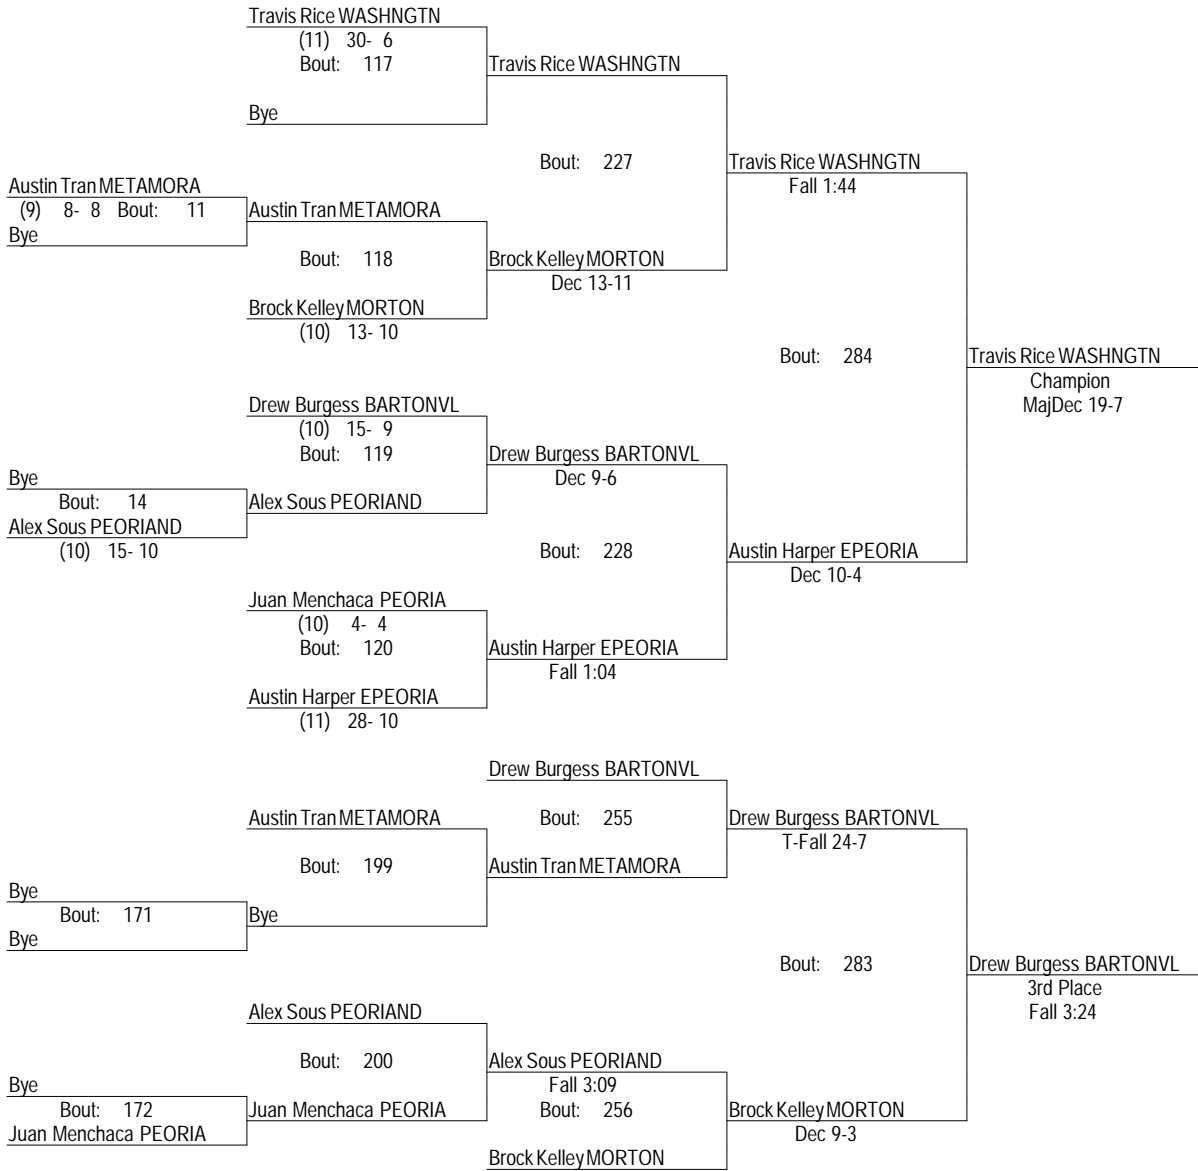 Travis Rice WASHNGTN
(11) 30- 6
Bout: 117
Travis Rice WASHNGTN
Bye
Bout: 227
Travis Rice WASHNGTN
Fall 1:44
Austin Tran METAMORA
(9) 8- 8 Bout: 11
Austin Tran METAMORA
Bye
Bout: 118
Brock Kelley MORTON
Dec 13-11
Brock Kelley MORTON
(10) 13- 10
Bout: 284
Travis Rice WASHNGTN
Champion
MajDec 19-7
Drew Burgess BARTONVL
(10) 15- 9
Bout: 119
Drew Burgess BARTONVL
Dec 9-6
Bye
Bout: 14
Alex Sous PEORIAND
Alex Sous PEORIAND
(10) 15- 10
Bout: 228
Austin Harper EPEORIA
Dec 10-4
Juan Menchaca PEORIA
(10) 4- 4
Bout: 120
Austin Harper EPEORIA
Fall 1:04
Austin Harper EPEORIA
(11) 28- 10
Drew Burgess BARTONVL
Austin Tran METAMORA
Bout: 255
Drew Burgess BARTONVL
T-Fall 24-7
Bout: 199
Austin Tran METAMORA
Bye
Bout: 171
Bye
Bye
Bout: 283
Drew Burgess BARTONVL
3rd Place
Fall 3:24
Alex Sous PEORIAND
Bout: 200
Alex Sous PEORIAND
Fall 3:09
Bye
Bout: 172
Juan Menchaca PEORIA
Bout: 256
Brock Kelley MORTON
Dec 9-3
Juan Menchaca PEORIA
Brock Kelley MORTON